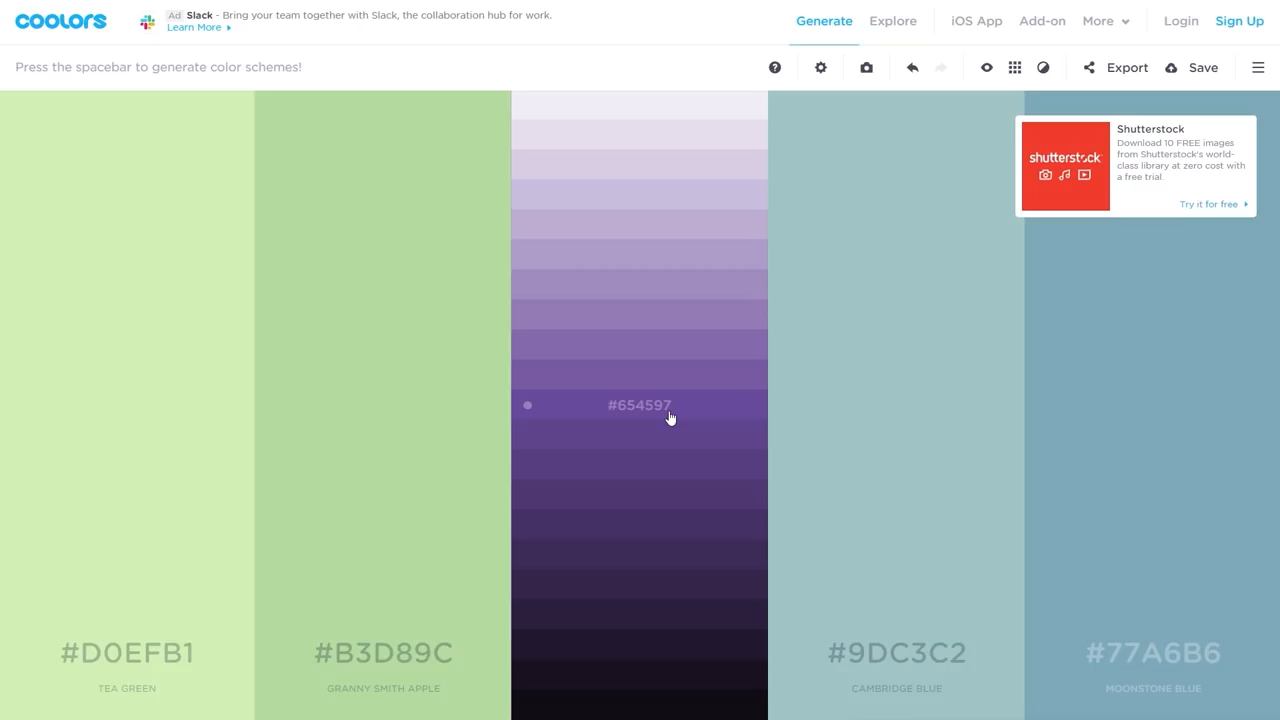 coolors
Ad Slack - Bring your team together with Slack, the collaboration hub for work.
Learn More
Generate
Explore
iOS App
Add-on
More
Login
Sign Up
Press the spacebar to generate color schemes!
Export
Save
shutterstock
Shutterstock
Download 10 FREE images
from Shutterstock's world-
class library at zero cost with
a free trial.
Try it for free
#654597
#D0EFB1
TEA GREEN
#B3D89C
GRANNY SMITH APPLE
#9DC3C2
CAMBRIDGE BLUE
#77A6B6
MOONSTONE BLUE